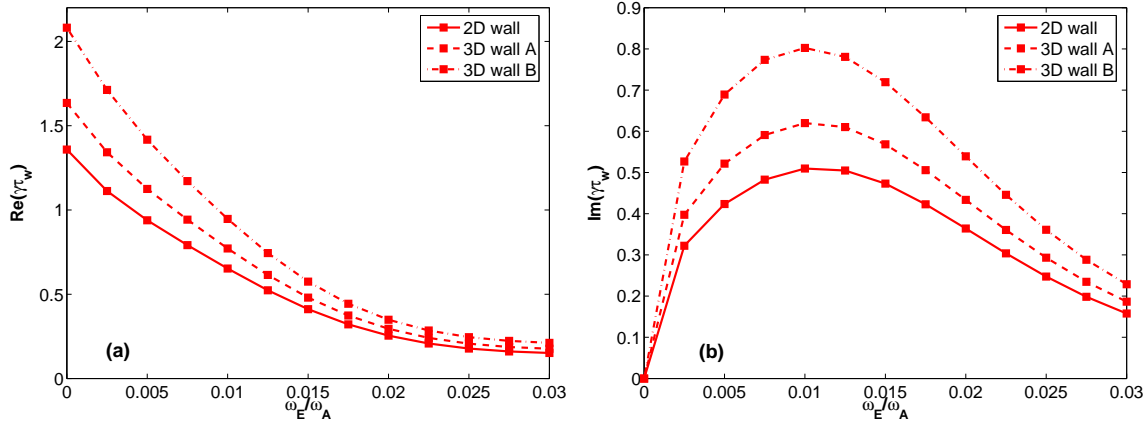 2
1.5
1
0.5
0
0 0.005 0.01 0.015 0.02 0.025 0.03
Re(γτw)
ωE/ωA
(a)
2D wall
3D wall A
3D wall B
0.9
0.8
0.7
0.6
0.5
0.4
0.3
0.2
0.1
0
0 0.005 0.01 0.015 0.02 0.025 0.03
Im(γτw)
ωE/ωA
(b)
2D wall
3D wall A
3D wall B